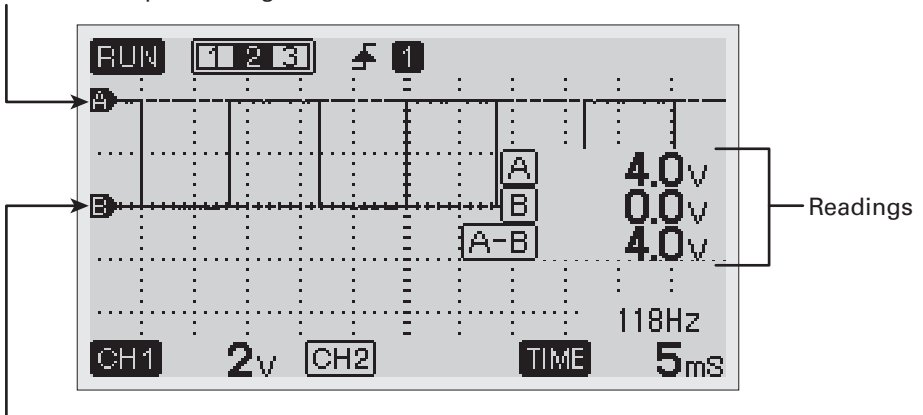 RUN 1 2 3 1
A
A 4.0V
B B 0.0V
A-B 4.0V
Readings
118Hz
CH1 2V CH2 TIME 5mS